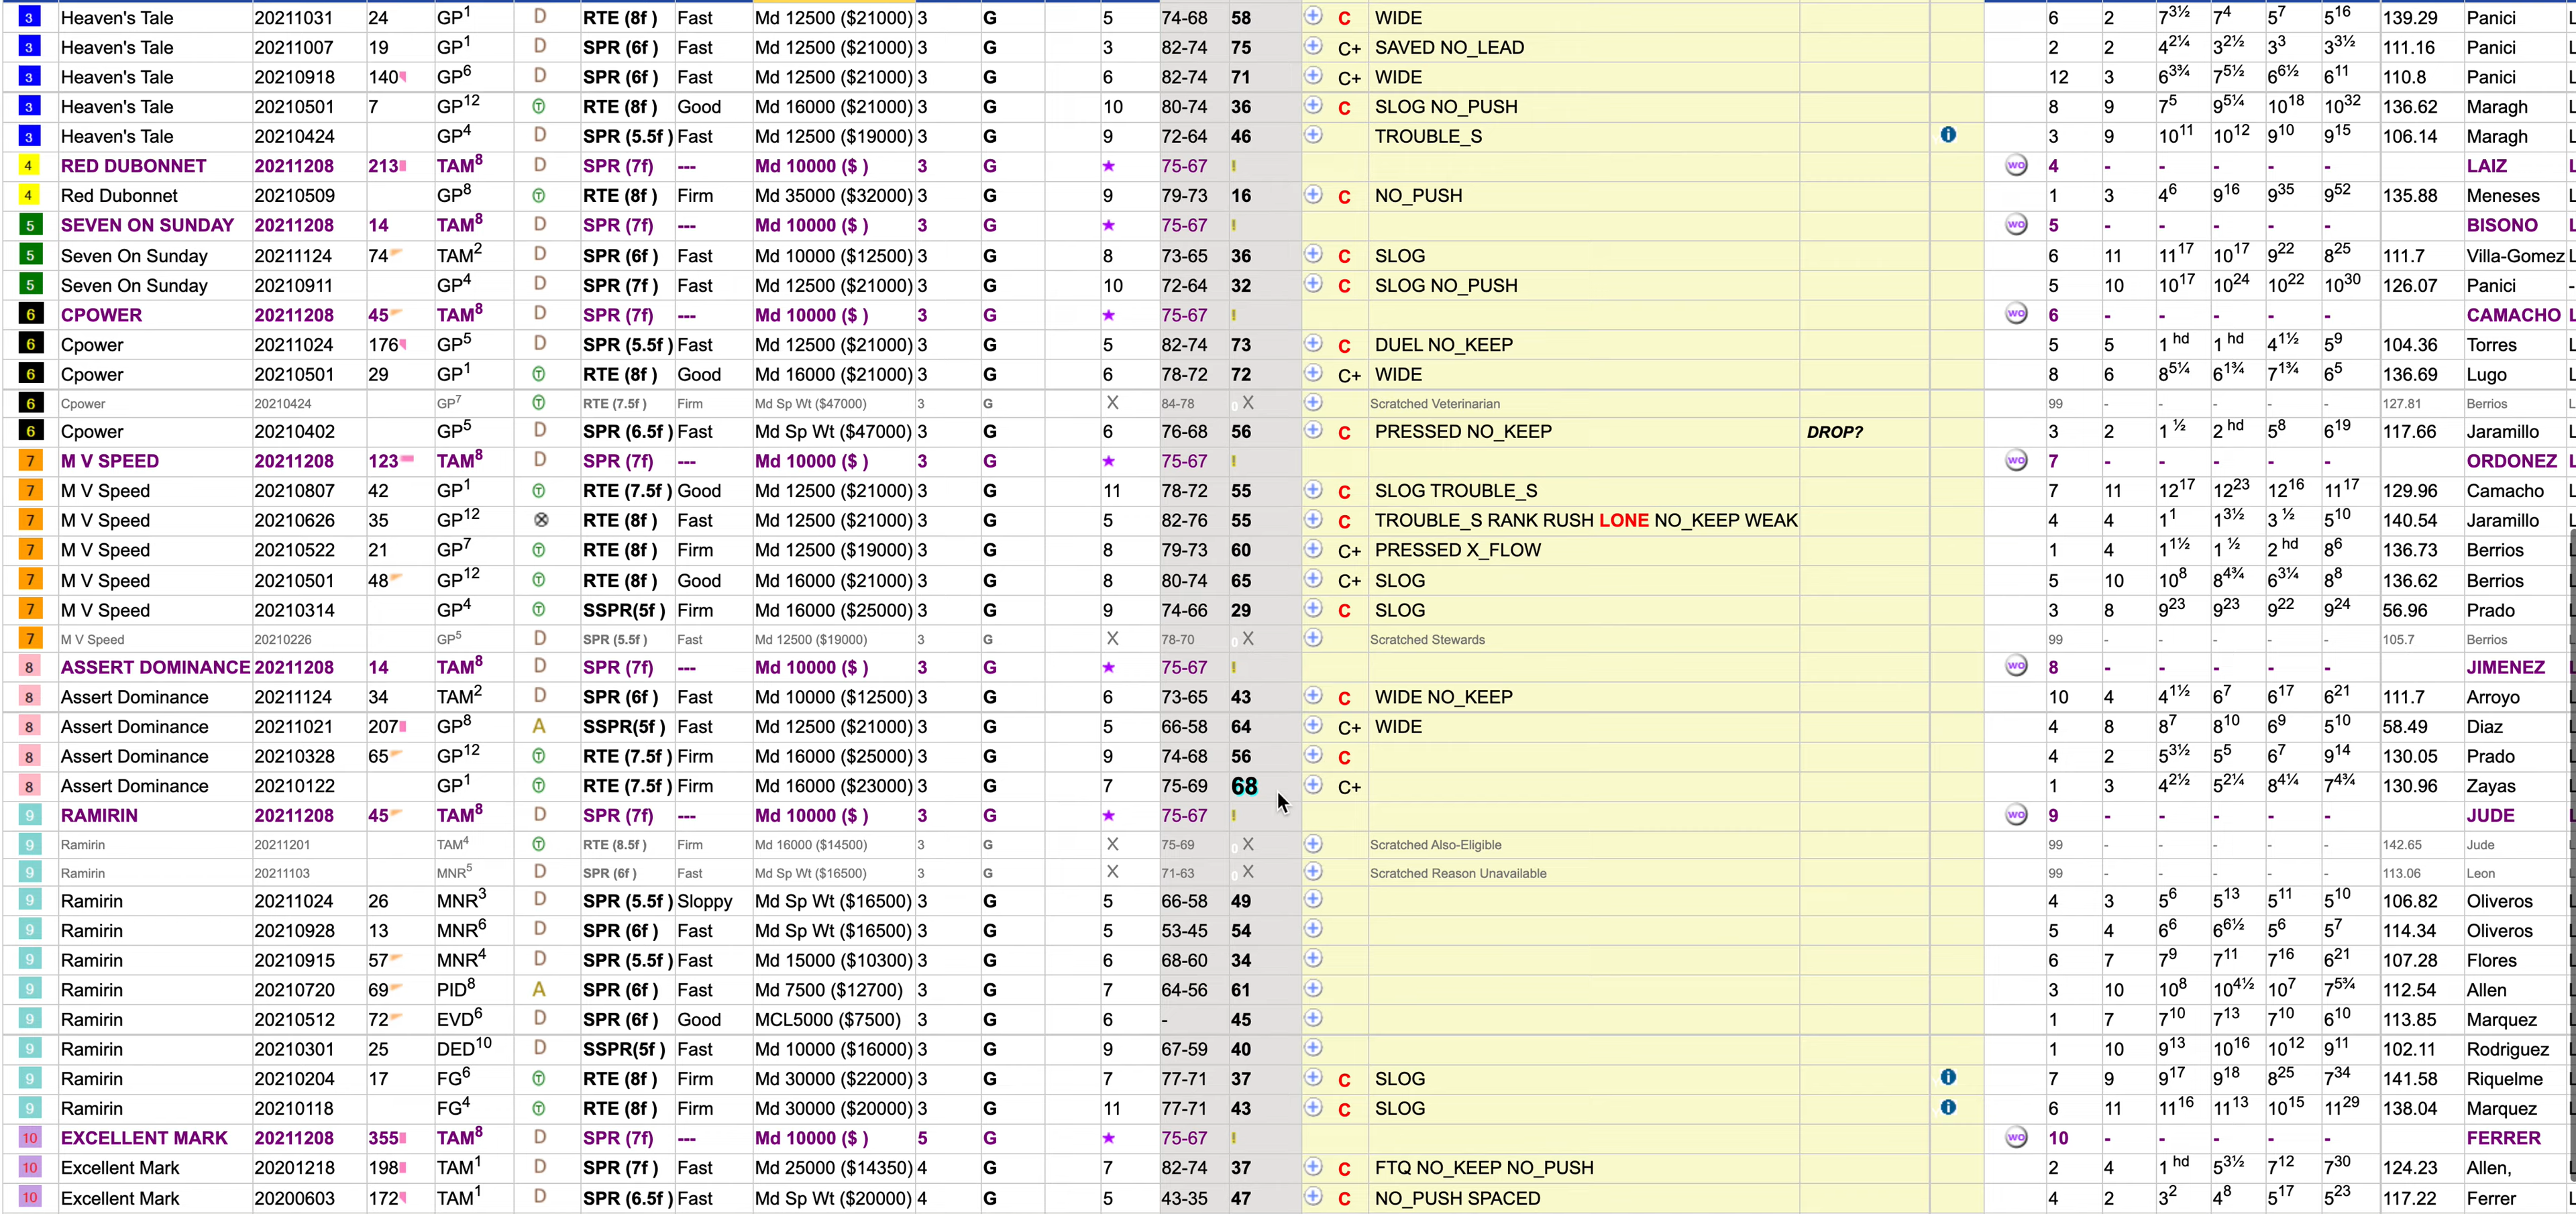 3 Heaven's Tale 20211031 24 GP1 D RTE (8f) Fast Md 12500 ($21000) 3 G 5 74-68 58 C WIDE 6 2 7 3½ 7 4 5 7 5 16 139.29 Panici L
3 Heaven's Tale 20211007 19 GP1 D SPR (6f) Fast Md 12500 ($21000) 3 G 3 82-74 75 C+ SAVED NO_LEAD 2 2 4 2¼ 3 2½ 3 3 3 3½ 111.16 Panici L
3 Heaven's Tale 20210918 140 GP6 D SPR (6f) Fast Md 12500 ($21000) 3 G 6 82-74 71 C+ WIDE 12 3 6 3¾ 7 5½ 6 6½ 6 11 110.8 Panici L
3 Heaven's Tale 20210501 7 GP12 T RTE (8f) Good Md 16000 ($21000) 3 G 10 80-74 36 C SLOG NO_PUSH 8 9 7 5 9 5¼ 10 18 10 32 136.62 Maragh L
3 Heaven's Tale 20210424 GP4 D SPR (5.5f) Fast Md 12500 ($19000) 3 G 9 72-64 46 TROUBLE_S i 3 9 10 11 10 12 9 10 9 15 106.14 Maragh L
4 RED DUBONNET 20211208 213 TAM8 D SPR (7f) --- Md 10000 ($ ) 3 G ★ 75-67 ! wo 4 - - - - - LAIZ L
4 Red Dubonnet 20210509 GP8 T RTE (8f) Firm Md 35000 ($32000) 3 G 9 79-73 16 C NO_PUSH 1 3 4 6 9 16 9 35 9 52 135.88 Meneses L
5 SEVEN ON SUNDAY 20211208 14 TAM8 D SPR (7f) --- Md 10000 ($ ) 3 G ★ 75-67 ! wo 5 - - - - - BISONO L
5 Seven On Sunday 20211124 74 TAM2 D SPR (6f) Fast Md 10000 ($12500) 3 G 8 73-65 36 C SLOG 6 11 11 17 10 17 9 22 8 25 111.7 Villa-Gomez L
5 Seven On Sunday 20210911 GP4 D SPR (7f) Fast Md 12500 ($21000) 3 G 10 72-64 32 C SLOG NO_PUSH 5 10 10 17 10 24 10 22 10 30 126.07 Panici -
6 CPOWER 20211208 45 TAM8 D SPR (7f) --- Md 10000 ($ ) 3 G ★ 75-67 ! wo 6 - - - - - CAMACHO L
6 Cpower 20211024 176 GP5 D SPR (5.5f) Fast Md 12500 ($21000) 3 G 5 82-74 73 C DUEL NO_KEEP 5 5 1 hd 1 hd 4 1½ 5 9 104.36 Torres L
6 Cpower 20210501 29 GP1 T RTE (8f) Good Md 16000 ($21000) 3 G 6 78-72 72 C+ WIDE 8 6 8 5¼ 6 1¾ 7 1¾ 6 5 136.69 Lugo L
6 Cpower 20210424 GP7 T RTE (7.5f) Firm Md Sp Wt ($47000) 3 G X 84-78 0 X Scratched Veterinarian 99 - - - - - 127.81 Berrios L
6 Cpower 20210402 GP5 D SPR (6.5f) Fast Md Sp Wt ($47000) 3 G 6 76-68 56 C PRESSED NO_KEEP DROP? 3 2 1 ½ 2 hd 5 8 6 19 117.66 Jaramillo L
7 M V SPEED 20211208 123 TAM8 D SPR (7f) --- Md 10000 ($ ) 3 G ★ 75-67 ! wo 7 - - - - - ORDONEZ L
7 M V Speed 20210807 42 GP1 T RTE (7.5f) Good Md 12500 ($21000) 3 G 11 78-72 55 C SLOG TROUBLE_S 7 11 12 17 12 23 12 16 11 17 129.96 Camacho L
7 M V Speed 20210626 35 GP12 ⊗ RTE (8f) Fast Md 12500 ($21000) 3 G 5 82-76 55 C TROUBLE_S RANK RUSH LONE NO_KEEP WEAK 4 4 1 1 1 3½ 3 ½ 5 10 140.54 Jaramillo L
7 M V Speed 20210522 21 GP7 T RTE (8f) Firm Md 12500 ($19000) 3 G 8 79-73 60 C+ PRESSED X_FLOW 1 4 1 1½ 1 ½ 2 hd 8 6 136.73 Berrios L
7 M V Speed 20210501 48 GP12 T RTE (8f) Good Md 16000 ($21000) 3 G 8 80-74 65 C+ SLOG 5 10 10 8 8 4¾ 6 3¼ 8 8 136.62 Berrios L
7 M V Speed 20210314 GP4 T SSPR(5f) Firm Md 16000 ($25000) 3 G 9 74-66 29 C SLOG 3 8 9 23 9 23 9 22 9 24 56.96 Prado L
7 M V Speed 20210226 GP5 D SPR (5.5f) Fast Md 12500 ($19000) 3 G X 78-70 0 X Scratched Stewards 99 - - - - - 105.7 Berrios L
8 ASSERT DOMINANCE 20211208 14 TAM8 D SPR (7f) --- Md 10000 ($ ) 3 G ★ 75-67 ! wo 8 - - - - - JIMENEZ L
8 Assert Dominance 20211124 34 TAM2 D SPR (6f) Fast Md 10000 ($12500) 3 G 6 73-65 43 C WIDE NO_KEEP 10 4 4 1½ 6 7 6 17 6 21 111.7 Arroyo L
8 Assert Dominance 20211021 207 GP8 A SSPR(5f) Fast Md 12500 ($21000) 3 G 5 66-58 64 C+ WIDE 4 8 8 7 8 10 6 9 5 10 58.49 Diaz L
8 Assert Dominance 20210328 65 GP12 T RTE (7.5f) Firm Md 16000 ($25000) 3 G 9 74-68 56 C 4 2 5 3½ 5 5 6 7 9 14 130.05 Prado L
8 Assert Dominance 20210122 GP1 T RTE (7.5f) Firm Md 16000 ($23000) 3 G 7 75-69 68 C+ 1 3 4 2½ 5 2¼ 8 4¼ 7 4¾ 130.96 Zayas L
9 RAMIRIN 20211208 45 TAM8 D SPR (7f) --- Md 10000 ($ ) 3 G ★ 75-67 ! wo 9 - - - - - JUDE L
9 Ramirin 20211201 TAM4 T RTE (8.5f) Firm Md 16000 ($14500) 3 G X 75-69 0 X Scratched Also-Eligible 99 - - - - - 142.65 Jude L
9 Ramirin 20211103 MNR5 D SPR (6f) Fast Md Sp Wt ($16500) 3 G X 71-63 0 X Scratched Reason Unavailable 99 - - - - - 113.06 Leon L
9 Ramirin 20211024 26 MNR3 D SPR (5.5f) Sloppy Md Sp Wt ($16500) 3 G 5 66-58 49 4 3 5 6 5 13 5 11 5 10 106.82 Oliveros L
9 Ramirin 20210928 13 MNR6 D SPR (6f) Fast Md Sp Wt ($16500) 3 G 5 53-45 54 5 4 6 6 6 6½ 5 6 5 7 114.34 Oliveros L
9 Ramirin 20210915 57 MNR4 D SPR (5.5f) Fast Md 15000 ($10300) 3 G 6 68-60 34 6 7 7 9 7 11 7 16 6 21 107.28 Flores L
9 Ramirin 20210720 69 PID8 A SPR (6f) Fast Md 7500 ($12700) 3 G 7 64-56 61 3 10 10 8 10 4½ 10 7 7 5¾ 112.54 Allen L
9 Ramirin 20210512 72 EVD6 D SPR (6f) Good MCL5000 ($7500) 3 G 6 - 45 1 7 7 10 7 13 7 10 6 10 113.85 Marquez L
9 Ramirin 20210301 25 DED10 D SSPR(5f) Fast Md 10000 ($16000) 3 G 9 67-59 40 1 10 9 13 10 16 10 12 9 11 102.11 Rodriguez L
9 Ramirin 20210204 17 FG6 T RTE (8f) Firm Md 30000 ($22000) 3 G 7 77-71 37 C SLOG i 7 9 9 17 9 18 8 25 7 34 141.58 Riquelme L
9 Ramirin 20210118 FG4 T RTE (8f) Firm Md 30000 ($20000) 3 G 11 77-71 43 C SLOG i 6 11 11 16 11 13 10 15 11 29 138.04 Marquez L
10 EXCELLENT MARK 20211208 355 TAM8 D SPR (7f) --- Md 10000 ($ ) 5 G ★ 75-67 ! wo 10 - - - - - FERRER L
10 Excellent Mark 20201218 198 TAM1 D SPR (7f) Fast Md 25000 ($14350) 4 G 7 82-74 37 C FTQ NO_KEEP NO_PUSH 2 4 1 hd 5 3½ 7 12 7 30 124.23 Allen, L
10 Excellent Mark 20200603 172 TAM1 D SPR (6.5f) Fast Md Sp Wt ($20000) 4 G 5 43-35 47 C NO_PUSH SPACED 4 2 3 2 4 8 5 17 5 23 117.22 Ferrer L